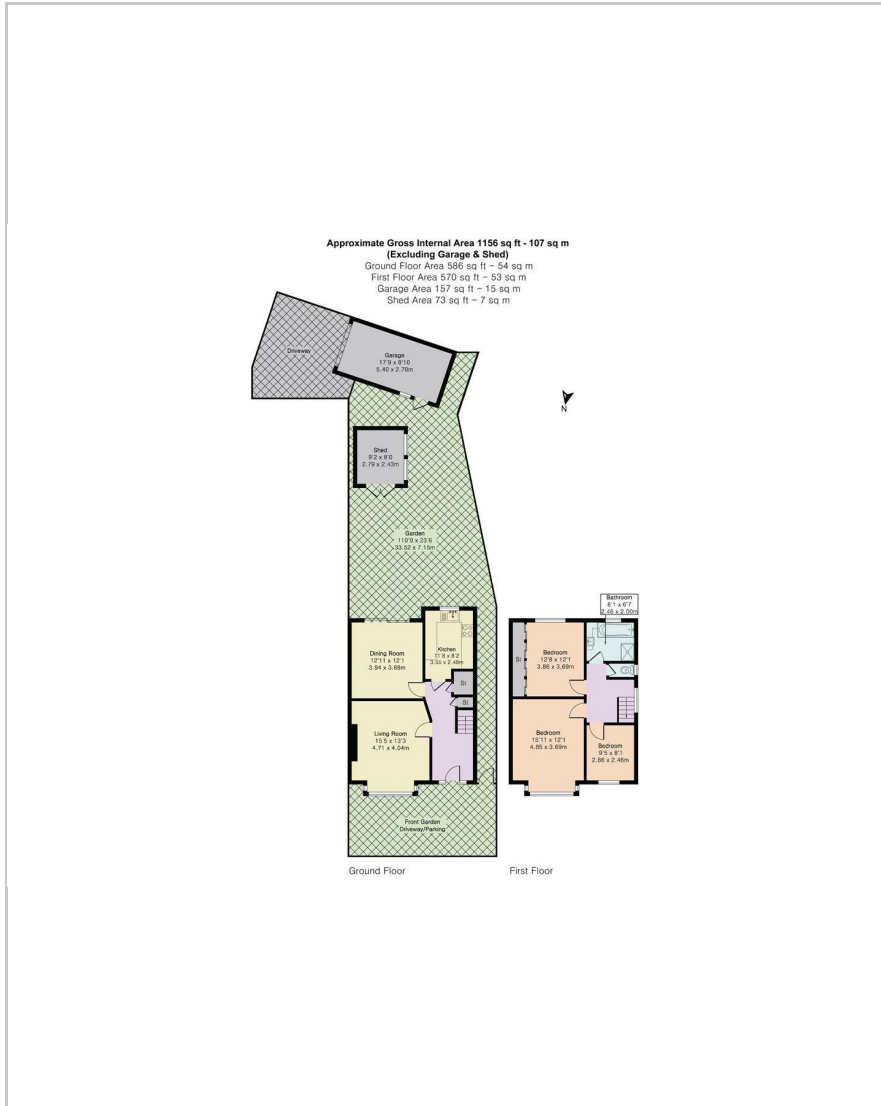 Approximate Gross Internal Area 1156 sq ft - 107 sq m
(Excluding Garage & Shed)
Ground Floor Area 586 sq ft – 54 sq m
First Floor Area 570 sq ft – 53 sq m
Garage Area 157 sq ft – 15 sq m
Shed Area 73 sq ft – 7 sq m
Driveway
Garage
17'9 x 8'10
5.40 x 2.70m
N
Shed
9'2 x 8'0
2.79 x 2.43m
Garden
110'0 x 23'6
33.52 x 7.15m
Dining Room
12'11 x 12'1
3.94 x 3.68m
Kitchen
11'8 x 8'2
3.55 x 2.48m
St
St
Living Room
15'5 x 13'3
4.71 x 4.04m
Front Garden
Driveway/Parking
Ground Floor
Bathroom
8'1 x 6'7
2.46 x 2.00m
St
Bedroom
12'8 x 12'1
3.86 x 3.69m
Bedroom
15'11 x 12'1
4.85 x 3.69m
Bedroom
9'5 x 8'1
2.86 x 2.46m
First Floor